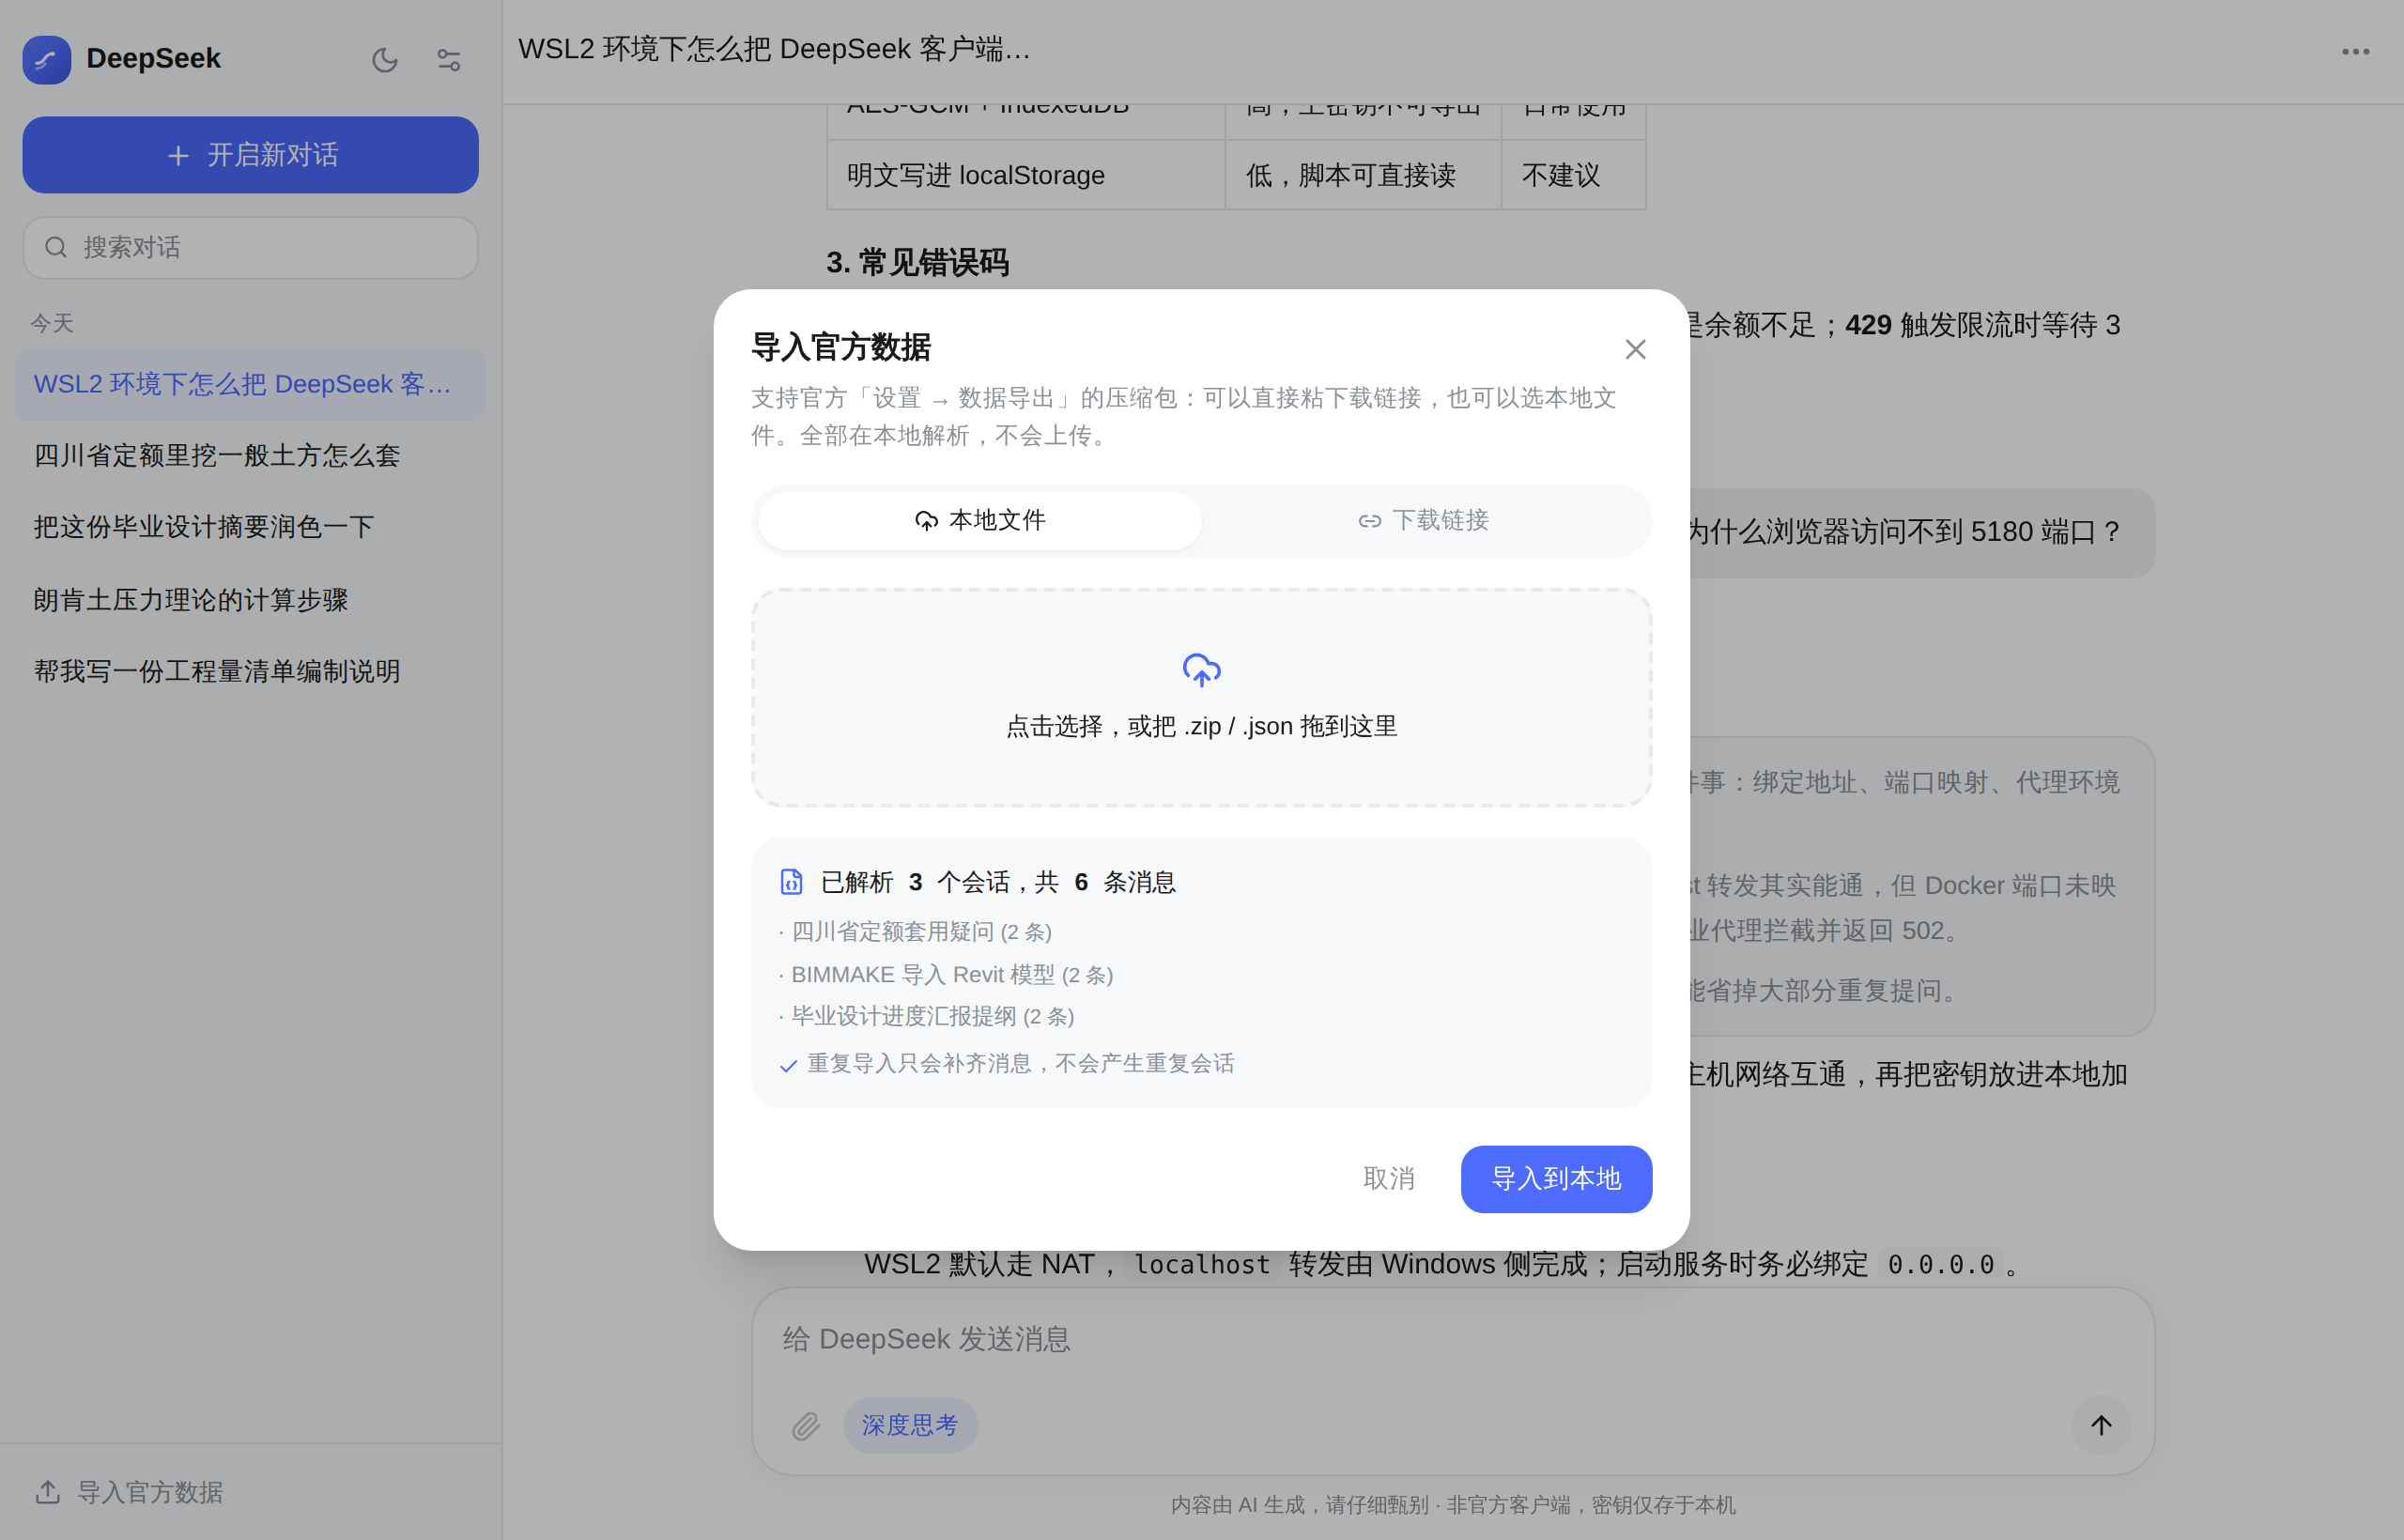 DeepSeek
开启新对话
搜索对话
今天
WSL2 环境下怎么把 DeepSeek 客…
四川省定额里挖一般土方怎么套
把这份毕业设计摘要润色一下
朗肯土压力理论的计算步骤
帮我写一份工程量清单编制说明
导入官方数据
WSL2 环境下怎么把 DeepSeek 客户端…
AES-GCM + IndexedDB 高，主密钥不可导出 日常使用
明文写进 localStorage 低，脚本可直接读 不建议
3. 常见错误码
是余额不足；429 触发限流时等待 3
为什么浏览器访问不到 5180 端口？
件事：绑定地址、端口映射、代理环境
st 转发其实能通，但 Docker 端口未映
业代理拦截并返回 502。
能省掉大部分重复提问。
主机网络互通，再把密钥放进本地加
导入官方数据
支持官方「设置 → 数据导出」的压缩包：可以直接粘下载链接，也可以选本地文
件。全部在本地解析，不会上传。
本地文件 下载链接
点击选择，或把 .zip / .json 拖到这里
已解析 3 个会话，共 6 条消息
· 四川省定额套用疑问 (2 条)
· BIMMAKE 导入 Revit 模型 (2 条)
· 毕业设计进度汇报提纲 (2 条)
重复导入只会补齐消息，不会产生重复会话
取消 导入到本地
WSL2 默认走 NAT，localhost 转发由 Windows 侧完成；启动服务时务必绑定 0.0.0.0。
给 DeepSeek 发送消息
深度思考
内容由 AI 生成，请仔细甄别 · 非官方客户端，密钥仅存于本机